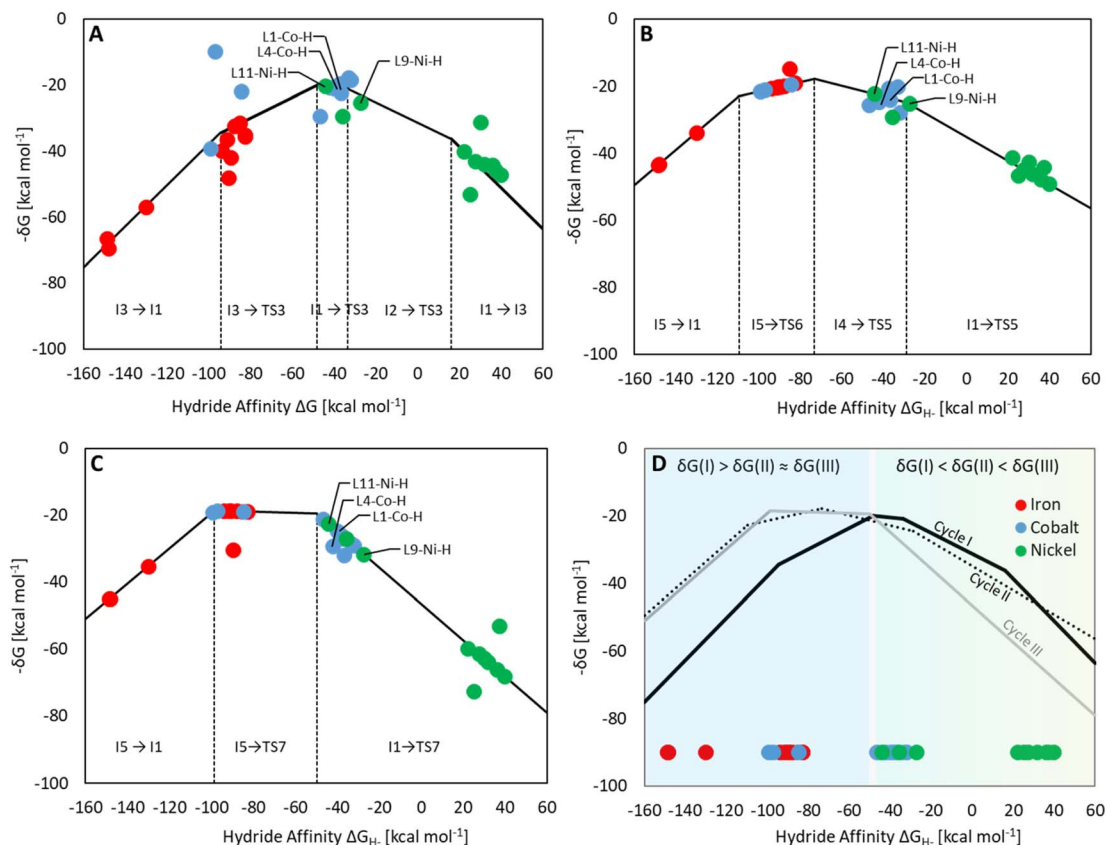 A
-δG [kcal mol⁻¹]
0
-20
-40
-60
-80
-100
L1-Co-H
L4-Co-H
L11-Ni-H
L9-Ni-H
I3 → I1
I3 → TS3
I1 → TS3
I2 → TS3
I1 → I3
-160 -140 -120 -100 -80 -60 -40 -20 0 20 40 60
Hydride Affinity ΔG [kcal mol⁻¹]
B
-δG [kcal mol⁻¹]
0
-20
-40
-60
-80
-100
L11-Ni-H
L4-Co-H
L1-Co-H
L9-Ni-H
I5 → I1
I5→TS6
I4 → TS5
I1→TS5
-160 -140 -120 -100 -80 -60 -40 -20 0 20 40 60
Hydride Affinity ΔG_H- [kcal mol⁻¹]
C
-δG [kcal mol⁻¹]
0
-20
-40
-60
-80
-100
L11-Ni-H
L4-Co-H
L1-Co-H
L9-Ni-H
I5 → I1
I5→TS7
I1→TS7
-160 -140 -120 -100 -80 -60 -40 -20 0 20 40 60
Hydride Affinity ΔG_H- [kcal mol⁻¹]
D
-δG [kcal mol⁻¹]
0
-20
-40
-60
-80
-100
δG(I) > δG(II) ≈ δG(III)
δG(I) < δG(II) < δG(III)
Iron
Cobalt
Nickel
Cycle I
Cycle II
Cycle III
-160 -140 -120 -100 -80 -60 -40 -20 0 20 40 60
Hydride Affinity ΔG_H- [kcal mol⁻¹]